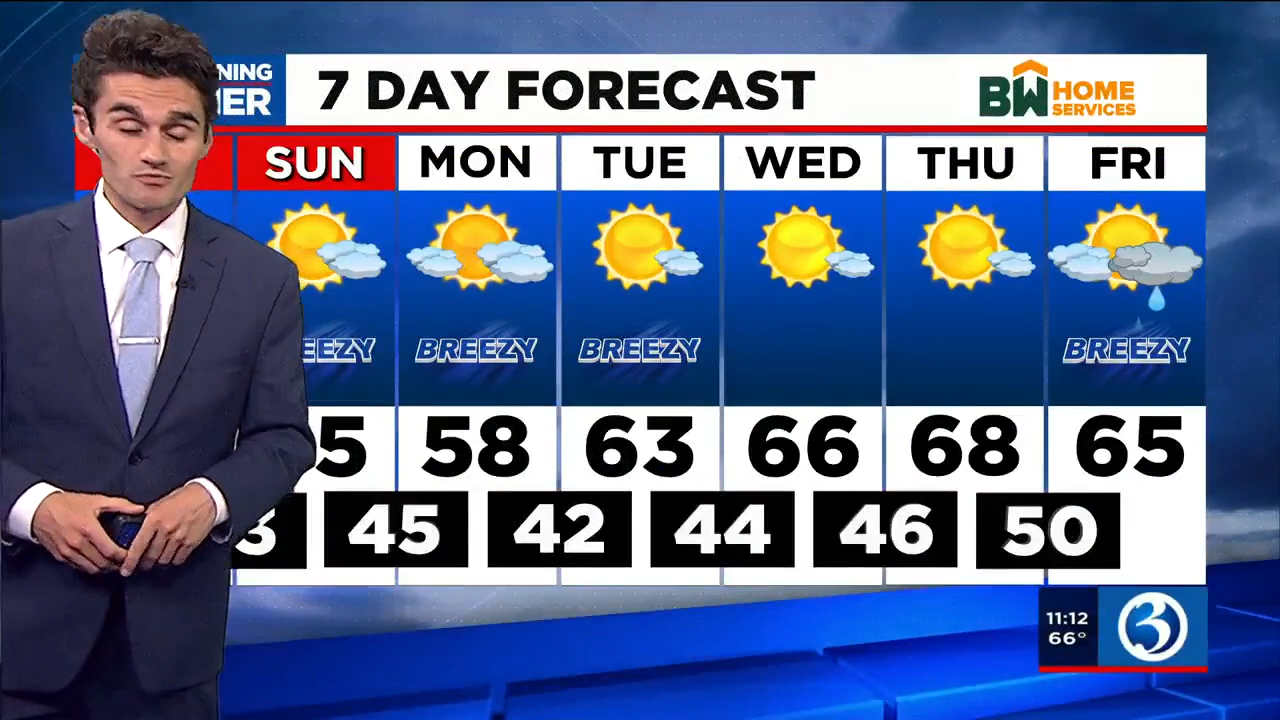 7 DAY FORECAST
BW HOME
SERVICES
SUN MON TUE WED THU FRI
BREEZY BREEZY BREEZY
58 63 66 68 65
45 42 44 46 50
11:12
66°
3